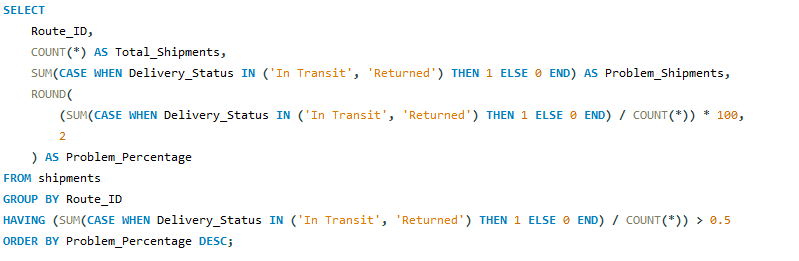 SELECT
    Route_ID,
    COUNT(*) AS Total_Shipments,
    SUM(CASE WHEN Delivery_Status IN ('In Transit', 'Returned') THEN 1 ELSE 0 END) AS Problem_Shipments,
    ROUND(
        (SUM(CASE WHEN Delivery_Status IN ('In Transit', 'Returned') THEN 1 ELSE 0 END) / COUNT(*)) * 100,
        2
    ) AS Problem_Percentage
FROM shipments
GROUP BY Route_ID
HAVING (SUM(CASE WHEN Delivery_Status IN ('In Transit', 'Returned') THEN 1 ELSE 0 END) / COUNT(*)) > 0.5
ORDER BY Problem_Percentage DESC;